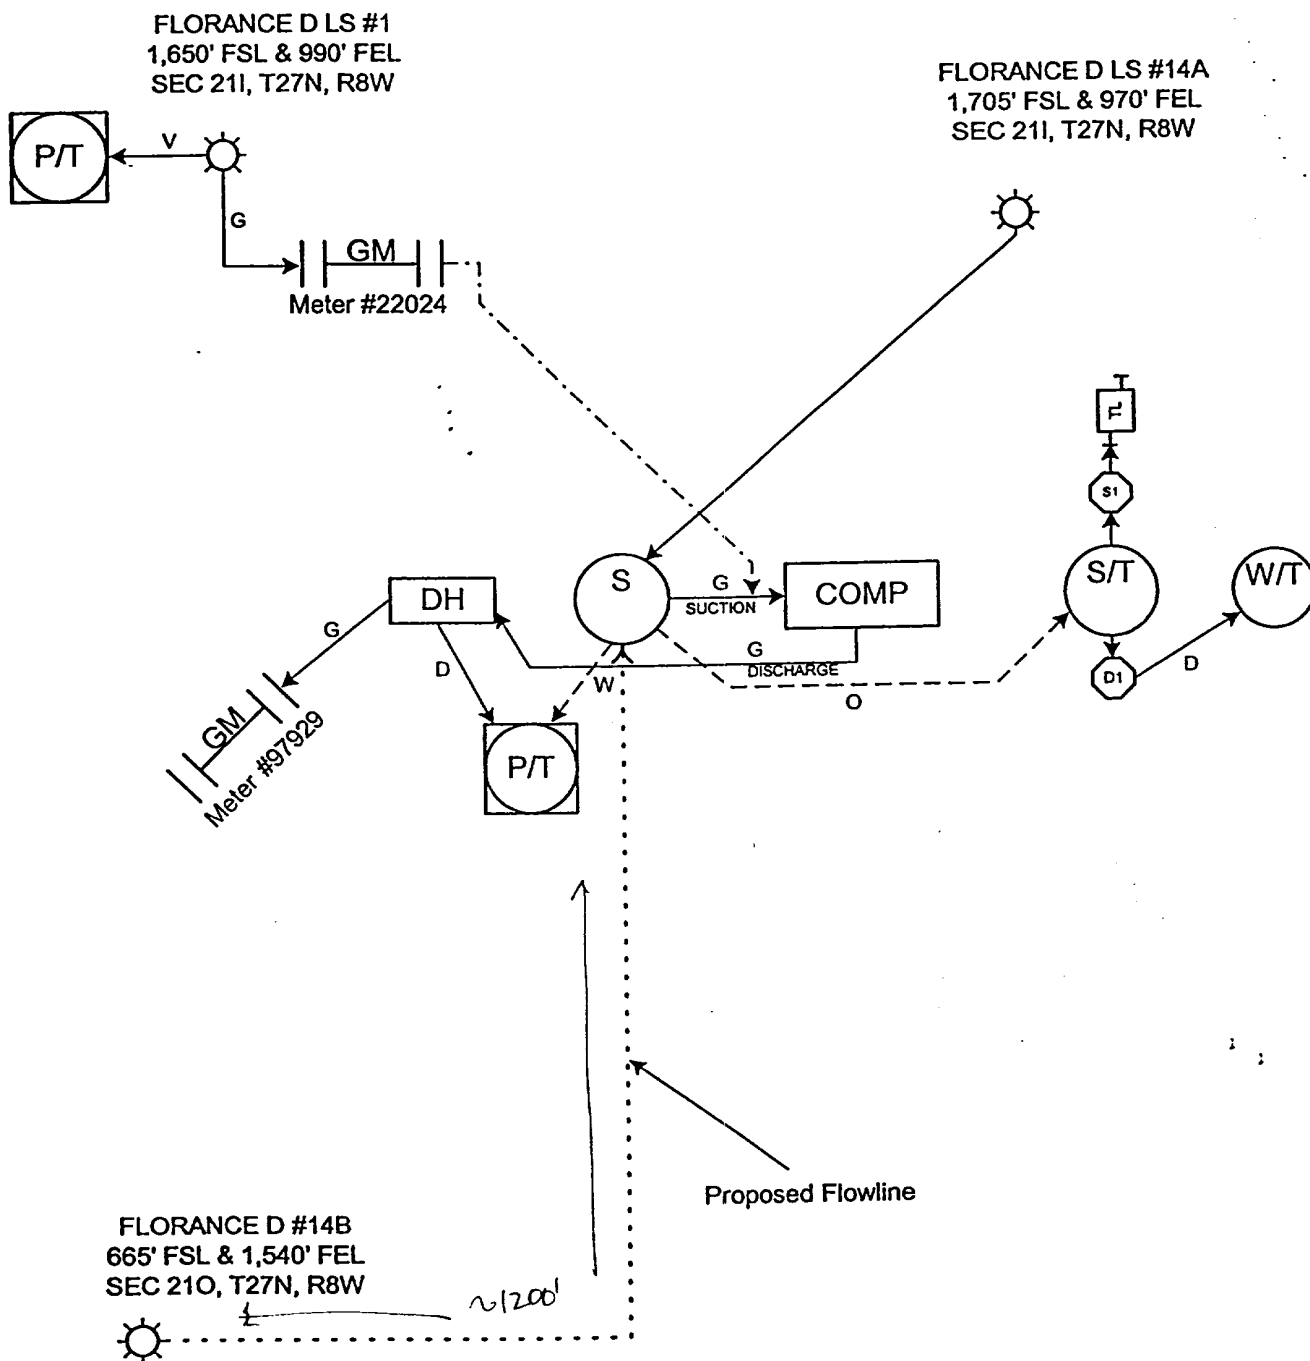 FLORANCE D LS #1
1,650' FSL & 990' FEL
SEC 21I, T27N, R8W
FLORANCE D LS #14A
1,705' FSL & 970' FEL
SEC 21I, T27N, R8W
P/T
V
G
GM
Meter #22024
S1
S
G
SUCTION
COMP
S/T
W/T
DH
G
D
W
G
DISCHARGE
O
D1
D
GM
Meter #97929
P/T
Proposed Flowline
FLORANCE D #14B
665' FSL & 1,540' FEL
SEC 21O, T27N, R8W
~1200'